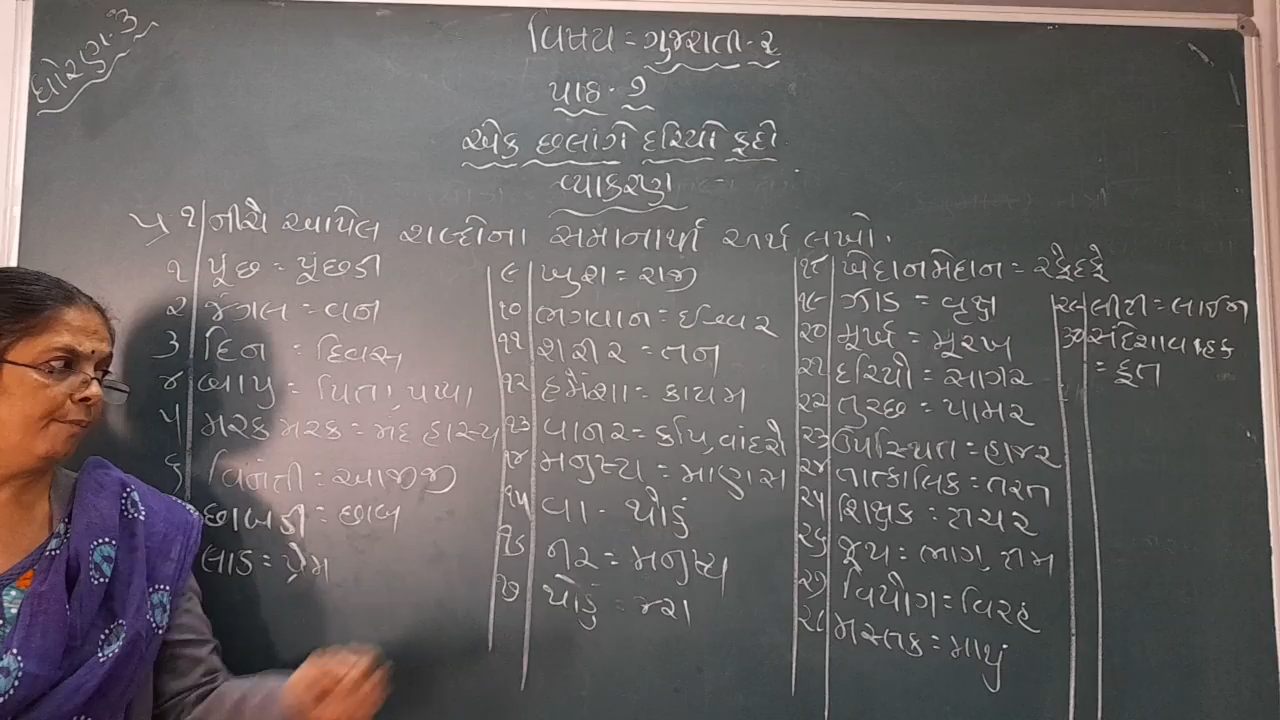 ધોરણ.૩
વિષય = ગુજરાતી-૨
પાઠ - ૭
એક છલાંગે દરિયો કૂદી
વ્યાકરણ
પ્ર.૧ નીચે આપેલ શબ્દોના સમાનાર્થી અર્થ લખો.
૧ પૂંછ = પૂંછડી
૨ જંગલ = વન
૩ દિન = દિવસ
૪ બાપુ = પિતા, પપ્પા
૫ મરક મરક = મંદ હાસ્ય
૬ વિનંતી = આજીજી
છાબડી = છાબ
લાડ = પ્રેમ
૯ ખુશ = રાજી
૧૦ ભગવાન = ઈશ્વર
૧૧ શરીર = તન
૧૨ હંમેશા = કાયમ
૧૩ વાનર = કપિ, વાંદરો
૧૪ મનુષ્ય = માણસ
૧૫ વા - થોડું
૧૬ નર = મનુષ્ય
૧૭ થોડું = જરા
૧૮ ખેદાનમેદાન = રફેદફે
૧૯ ઝાડ = વૃક્ષ
૨૦ મૂર્ખ = મૂરખ
૨૧ દરિયો = સાગર
૨૨ તુચ્છ = પામર
૨૩ ઉપસ્થિત = હાજર
૨૪ તાત્કાલિક = તરત
૨૫ શિક્ષક = ટીચર
૨૬ જૂથ = ભાગ, ટીમ
૨૭ વિયોગ = વિરહ
૨૮ મસ્તક = માથું
૨૯ લીટી = લાઈન
૩૦ સંદેશાવાહક
= દૂત